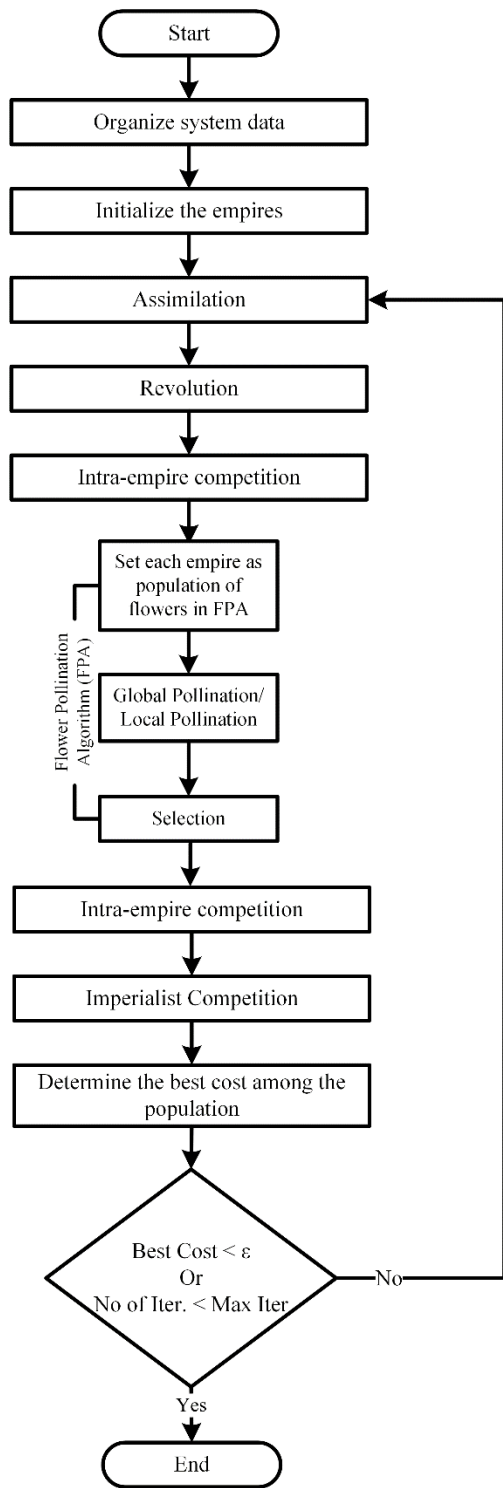 Start
Organize system data
Initialize the empires
Assimilation
Revolution
Intra-empire competition
Set each empire as
population of
flowers in FPA
Flower Pollination
Algorithm (FPA)
Global Pollination/
Local Pollination
Selection
Intra-empire competition
Imperialist Competition
Determine the best cost among the
population
Best Cost < ε
Or
No of Iter. < Max Iter
No
Yes
End